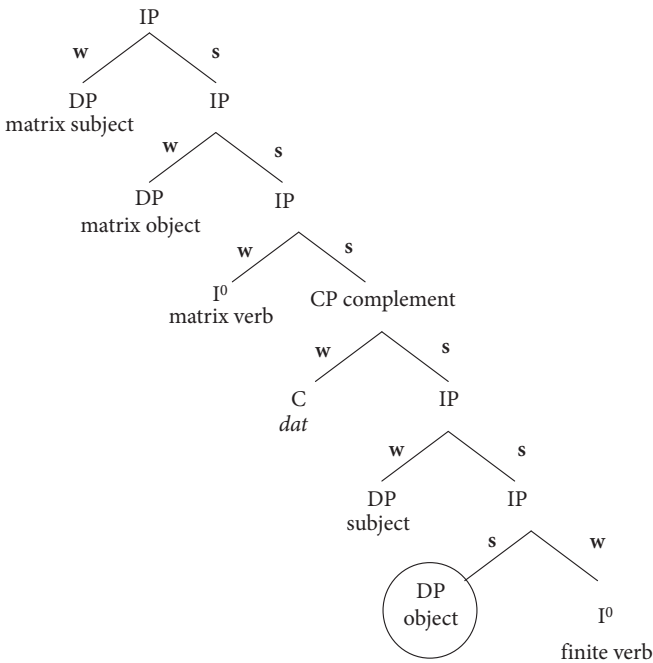 IP
w s
DP IP
matrix subject
w s
DP IP
matrix object
w s
I⁰ CP complement
matrix verb
w s
C IP
dat
w s
DP IP
subject
s w
DP
object I⁰
finite verb